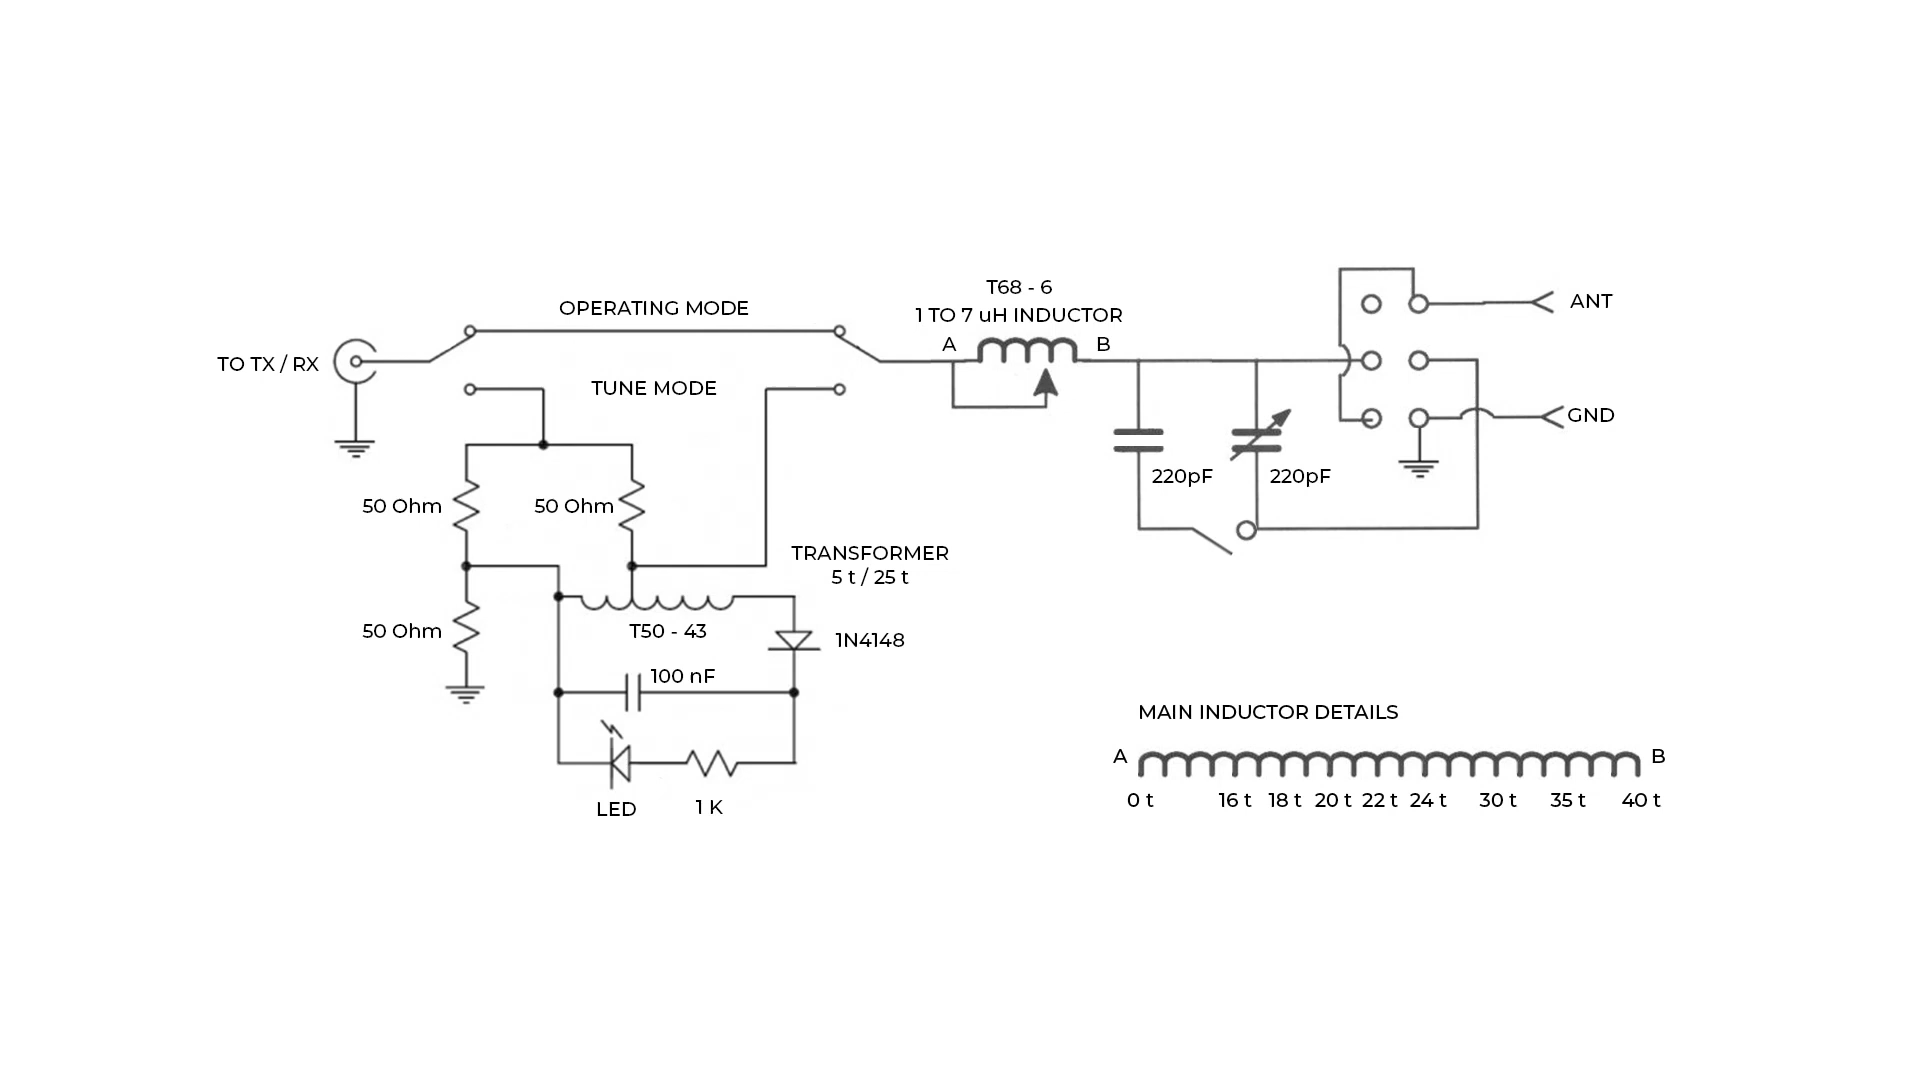 T68 - 6
1 TO 7 uH INDUCTOR
A
B
OPERATING MODE
ANT
TO TX / RX
TUNE MODE
GND
220pF
220pF
50 Ohm
50 Ohm
TRANSFORMER
5 t / 25 t
50 Ohm
T50 - 43
1N4148
100 nF
LED
1 K
MAIN INDUCTOR DETAILS
A
B
0 t 16 t 18 t 20 t 22 t 24 t 30 t 35 t 40 t